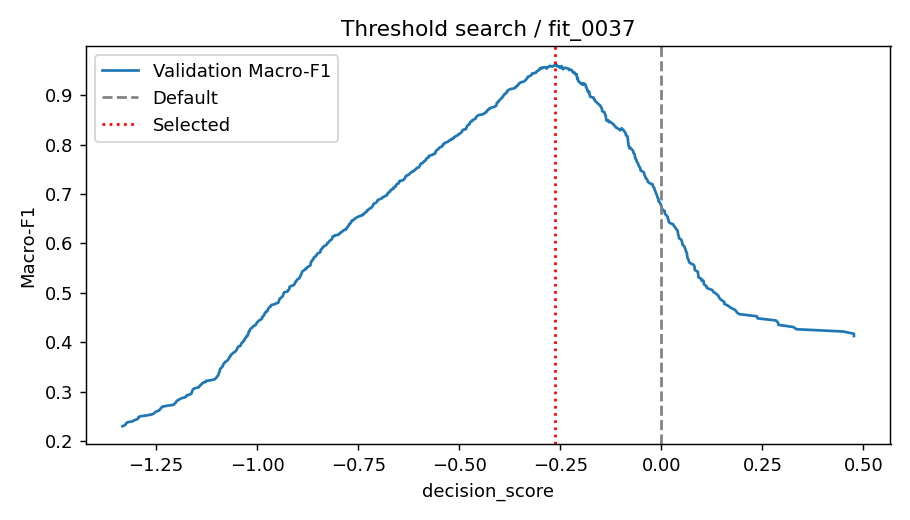 Threshold search / fit_0037
Validation Macro-F1
Default
Selected
Macro-F1
0.9
0.8
0.7
0.6
0.5
0.4
0.3
0.2
−1.25 −1.00 −0.75 −0.50 −0.25 0.00 0.25 0.50
decision_score